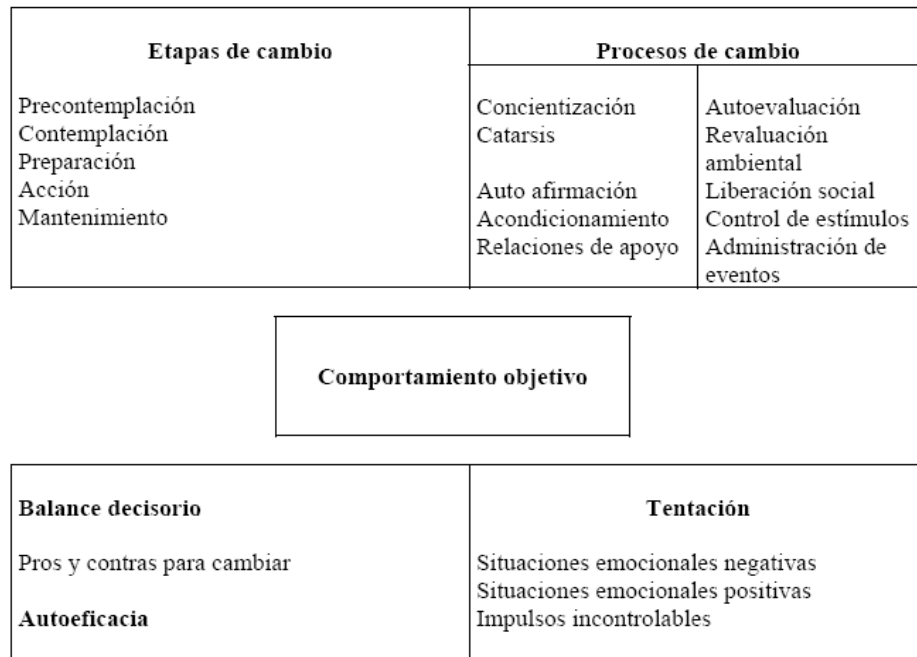 Etapas de cambio
Precontemplación
Contemplación
Preparación
Acción
Mantenimiento
Procesos de cambio
Concientización
Catarsis
Auto afirmación
Acondicionamiento
Relaciones de apoyo
Autoevaluación
Revaluación
ambiental
Liberación social
Control de estímulos
Administración de
eventos
Comportamiento objetivo
Balance decisorio
Pros y contras para cambiar
Autoeficacia
Tentación
Situaciones emocionales negativas
Situaciones emocionales positivas
Impulsos incontrolables